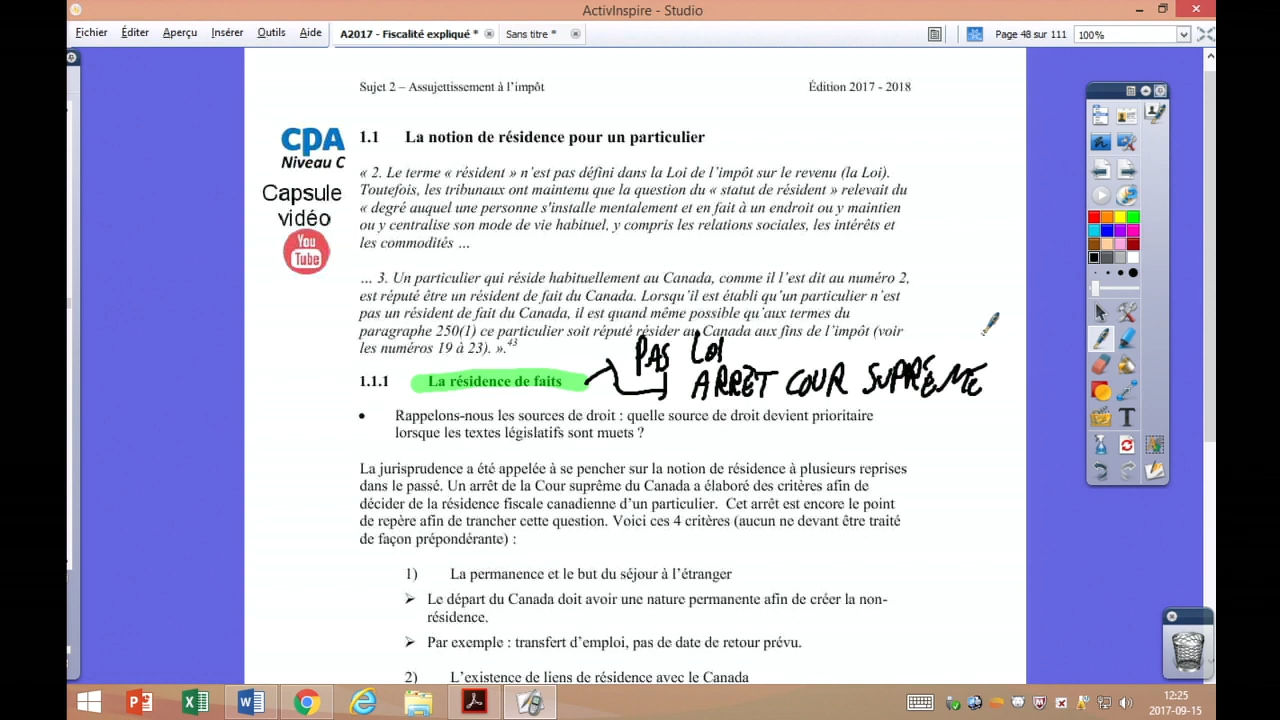 ActivInspire - Studio
Fichier Éditer Aperçu Insérer Outils Aide A2017 - Fiscalité expliqué * Sans titre * Page 48 sur 111 100%
Sujet 2 – Assujettissement à l'impôt Édition 2017 - 2018
CPA
Niveau C
Capsule
vidéo
You
Tube
1.1 La notion de résidence pour un particulier
« 2. Le terme « résident » n'est pas défini dans la Loi de l'impôt sur le revenu (la Loi).
Toutefois, les tribunaux ont maintenu que la question du « statut de résident » relevait du
« degré auquel une personne s'installe mentalement et en fait à un endroit ou y maintien
ou y centralise son mode de vie habituel, y compris les relations sociales, les intérêts et
les commodités ...
... 3. Un particulier qui réside habituellement au Canada, comme il l'est dit au numéro 2,
est réputé être un résident de fait du Canada. Lorsqu'il est établi qu'un particulier n'est
pas un résident de fait du Canada, il est quand même possible qu'aux termes du
paragraphe 250(1) ce particulier soit réputé résider au Canada aux fins de l'impôt (voir
les numéros 19 à 23). ».43
PAS LOI
1.1.1 La résidence de faits ARRÊT COUR SUPRÊME
• Rappelons-nous les sources de droit : quelle source de droit devient prioritaire
lorsque les textes législatifs sont muets ?
La jurisprudence a été appelée à se pencher sur la notion de résidence à plusieurs reprises
dans le passé. Un arrêt de la Cour suprême du Canada a élaboré des critères afin de
décider de la résidence fiscale canadienne d'un particulier. Cet arrêt est encore le point
de repère afin de trancher cette question. Voici ces 4 critères (aucun ne devant être traité
de façon prépondérante) :
1) La permanence et le but du séjour à l'étranger
➤ Le départ du Canada doit avoir une nature permanente afin de créer la non-
résidence.
➤ Par exemple : transfert d'emploi, pas de date de retour prévu.
2) L'existence de liens de résidence avec le Canada
12:25
2017-09-15